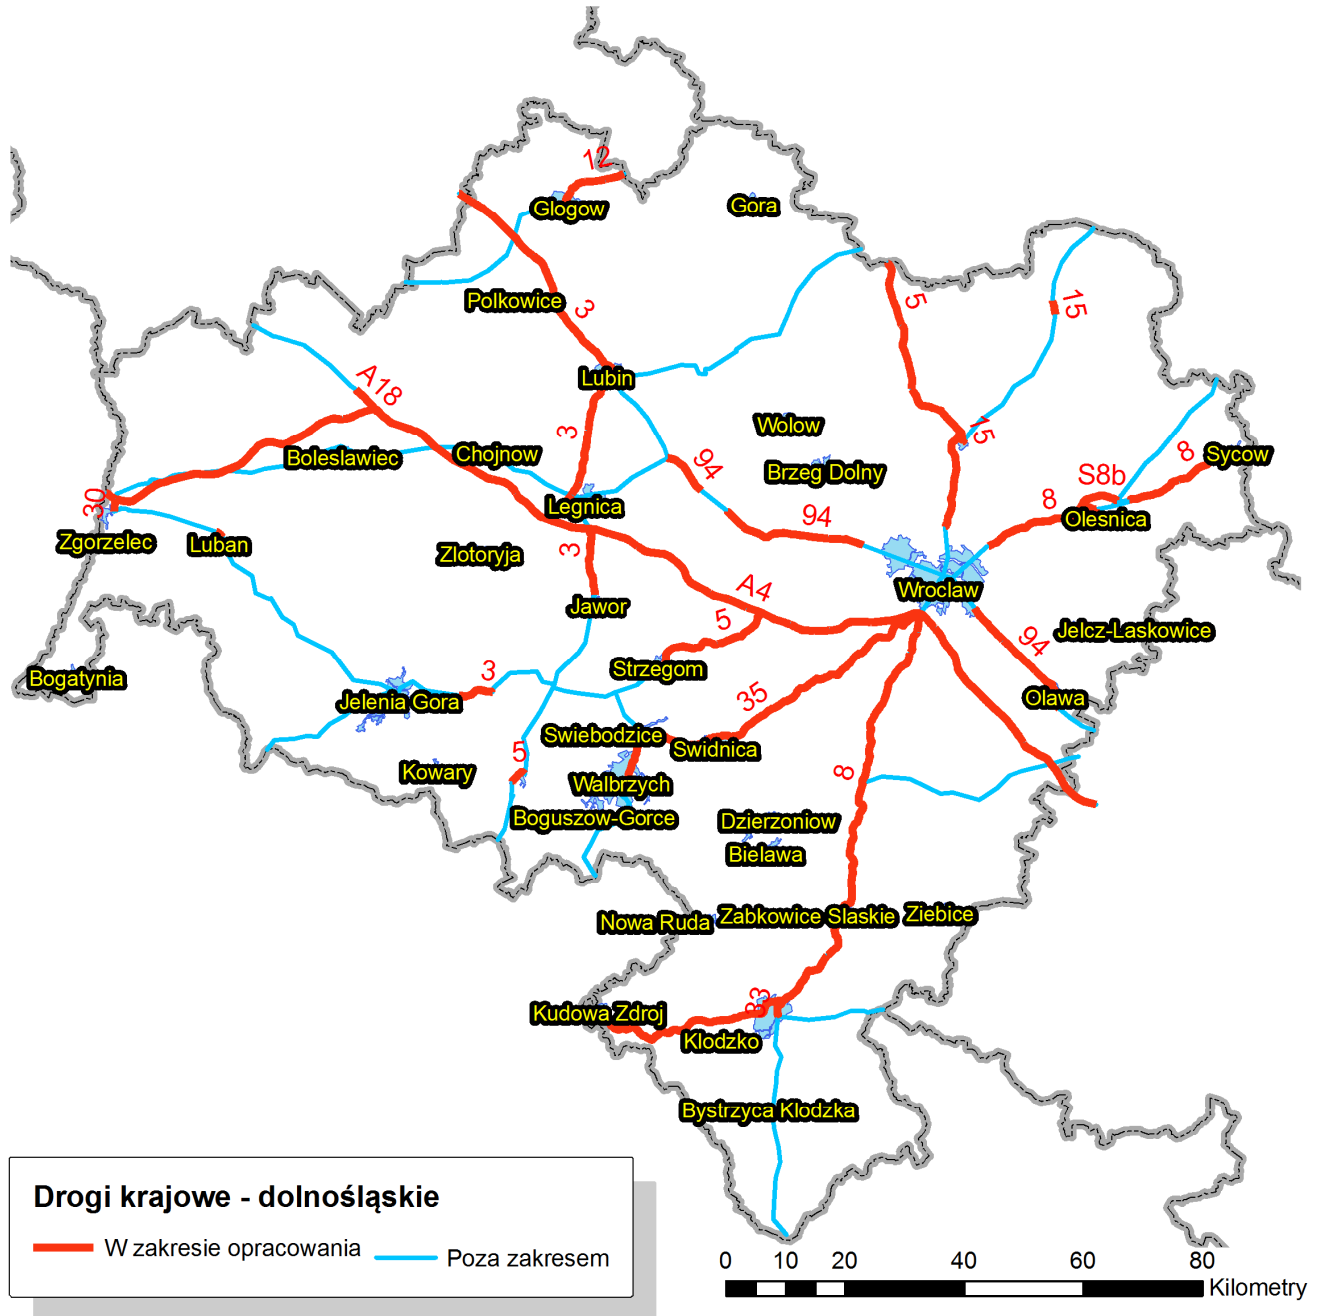 12
Glogow
Gora
Polkowice
3
5
15
A18
Lubin
Wolow
15
3
Boleslawiec
Chojnow
94
Brzeg Dolny
8
Sycow
S8b
30
Legnica
94
8
Olesnica
Zgorzelec
Luban
Zlotoryja
3
Wroclaw
A4
Jawor
5
94
Jelcz-Laskowice
Bogatynia
Strzegom
3
Jelenia Gora
35
Olawa
Swiebodzice
Swidnica
5
Kowary
Walbrzych
8
Boguszow-Gorce
Dzierzoniow
Bielawa
Nowa Ruda
Zabkowice Slaskie
Ziebice
33
Kudowa Zdroj
Klodzko
Bystrzyca Klodzka
Drogi krajowe - dolnośląskie
W zakresie opracowania
Poza zakresem
0 10 20 40 60 80
Kilometry